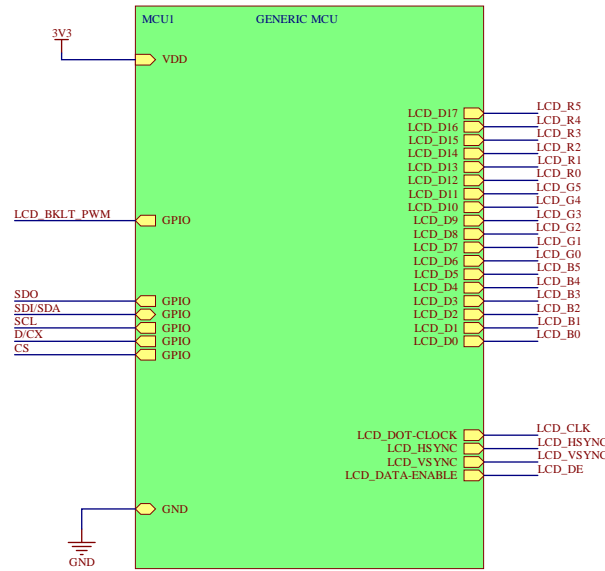 MCU1 GENERIC MCU
3V3
VDD
LCD_D17 LCD_R5
LCD_D16 LCD_R4
LCD_D15 LCD_R3
LCD_D14 LCD_R2
LCD_D13 LCD_R1
LCD_D12 LCD_R0
LCD_D11 LCD_G5
LCD_D10 LCD_G4
LCD_BKLT_PWM GPIO LCD_D9 LCD_G3
LCD_D8 LCD_G2
LCD_D7 LCD_G1
LCD_D6 LCD_G0
LCD_D5 LCD_B5
LCD_D4 LCD_B4
SDO GPIO LCD_D3 LCD_B3
SDI/SDA GPIO LCD_D2 LCD_B2
SCL GPIO LCD_D1 LCD_B1
D/CX GPIO LCD_D0 LCD_B0
CS GPIO
LCD_DOT-CLOCK LCD_CLK
LCD_HSYNC LCD_HSYNC
LCD_VSYNC LCD_VSYNC
LCD_DATA-ENABLE LCD_DE
GND
GND